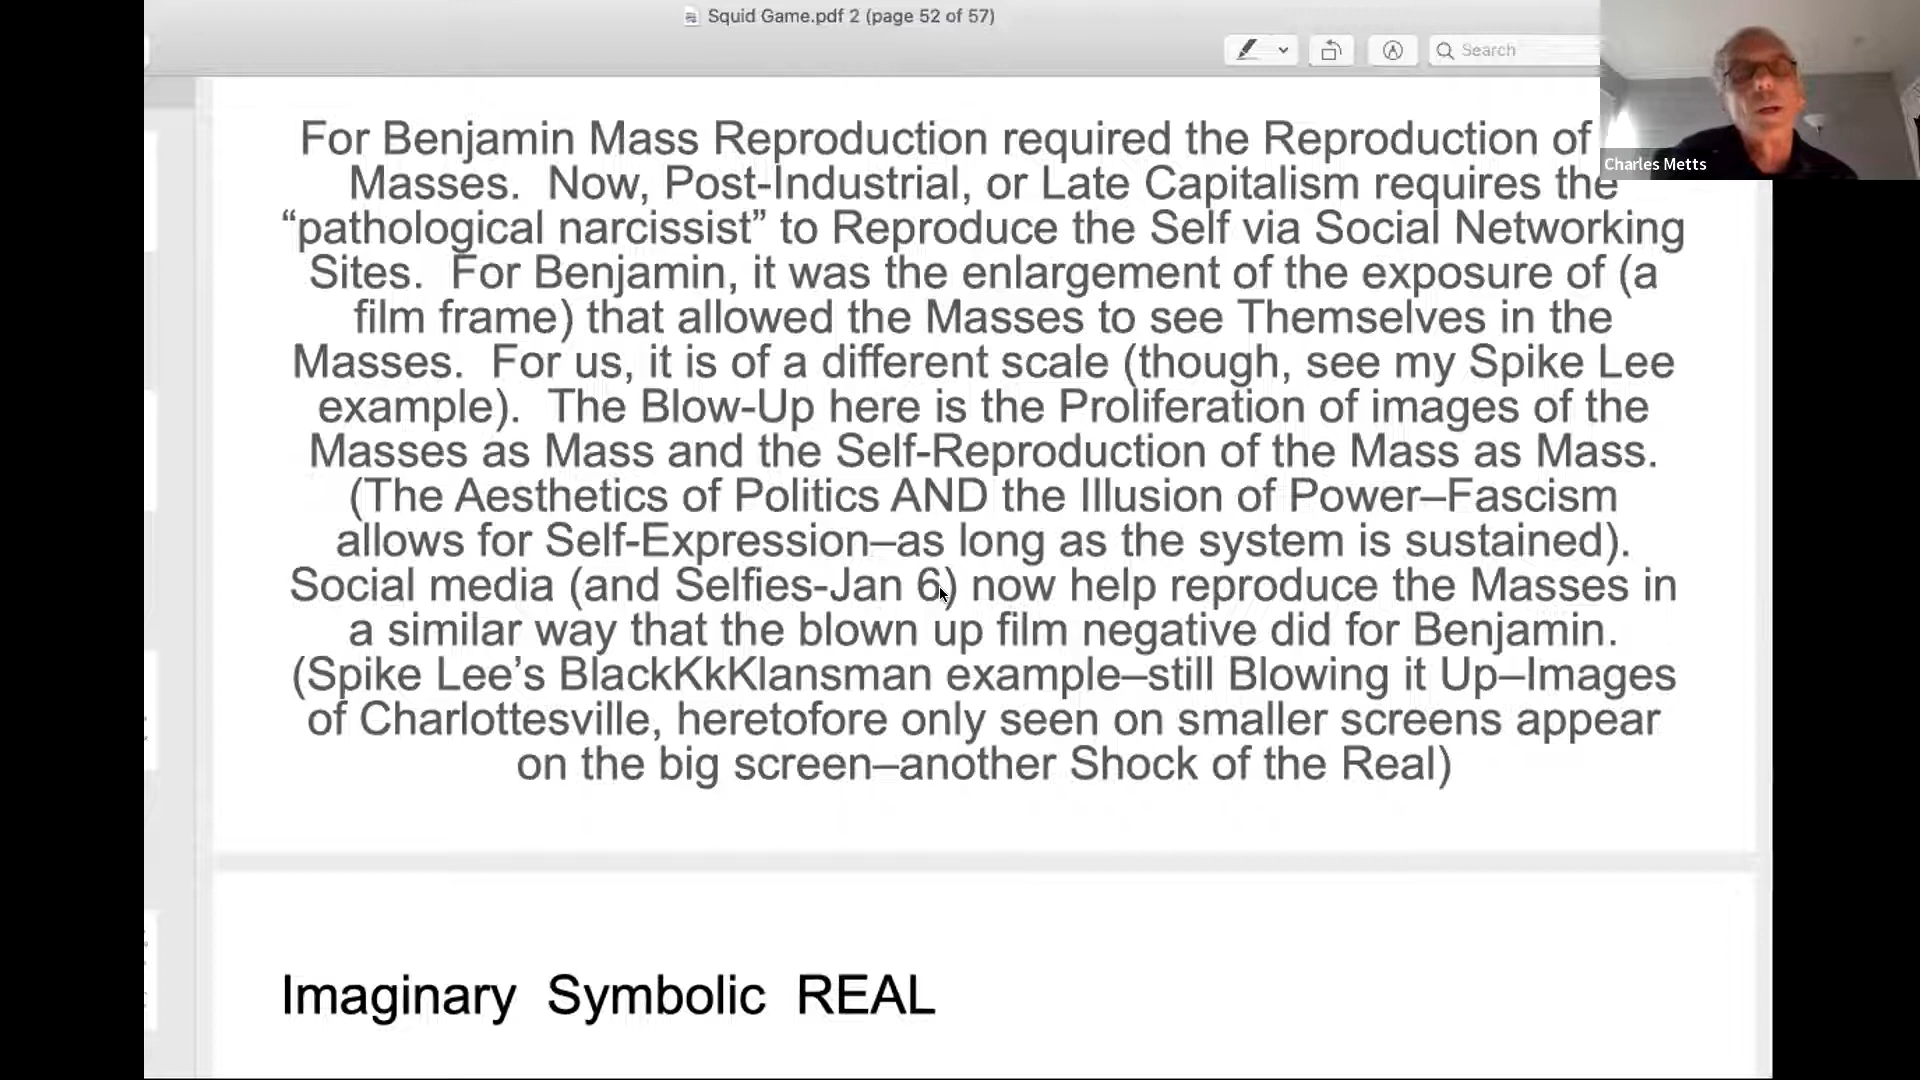 Squid Game.pdf 2 (page 52 of 57)
Search
Charles Metts
For Benjamin Mass Reproduction required the Reproduction of
Masses.  Now, Post-Industrial, or Late Capitalism requires the
“pathological narcissist” to Reproduce the Self via Social Networking
Sites.  For Benjamin, it was the enlargement of the exposure of (a
film frame) that allowed the Masses to see Themselves in the
Masses.  For us, it is of a different scale (though, see my Spike Lee
example).  The Blow-Up here is the Proliferation of images of the
Masses as Mass and the Self-Reproduction of the Mass as Mass.
(The Aesthetics of Politics AND the Illusion of Power–Fascism
allows for Self-Expression–as long as the system is sustained).
Social media (and Selfies-Jan 6) now help reproduce the Masses in
a similar way that the blown up film negative did for Benjamin.
(Spike Lee’s BlacKkKlansman example–still Blowing it Up–Images
of Charlottesville, heretofore only seen on smaller screens appear
on the big screen–another Shock of the Real)
Imaginary  Symbolic  REAL